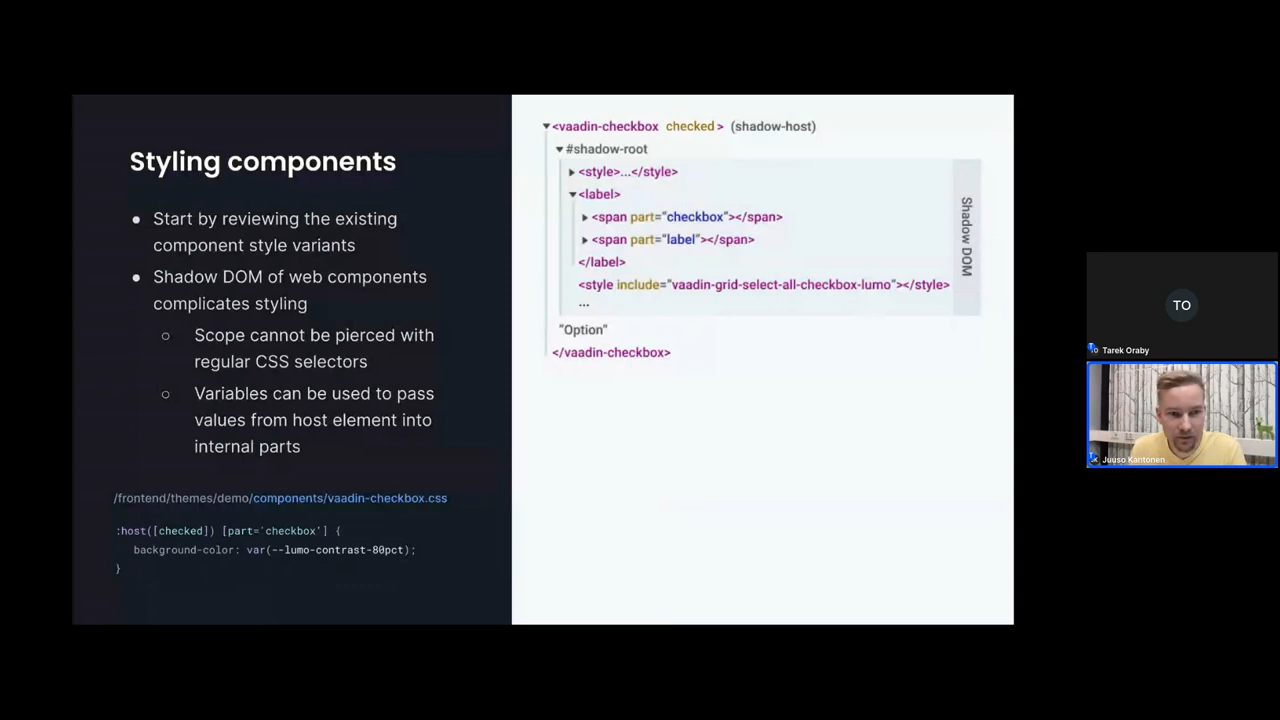 Styling components
● Start by reviewing the existing
component style variants
● Shadow DOM of web components
complicates styling
○ Scope cannot be pierced with
regular CSS selectors
○ Variables can be used to pass
values from host element into
internal parts
/frontend/themes/demo/components/vaadin-checkbox.css
:host([checked]) [part='checkbox'] {
background-color: var(--lumo-contrast-80pct);
}
<vaadin-checkbox checked> (shadow-host)
#shadow-root
<style>...</style>
<label>
<span part="checkbox"></span>
<span part="label"></span>
</label>
<style include="vaadin-grid-select-all-checkbox-lumo"></style>
...
"Option"
</vaadin-checkbox>
Shadow DOM
TO
Tarek Oraby
Juuso Kantonen